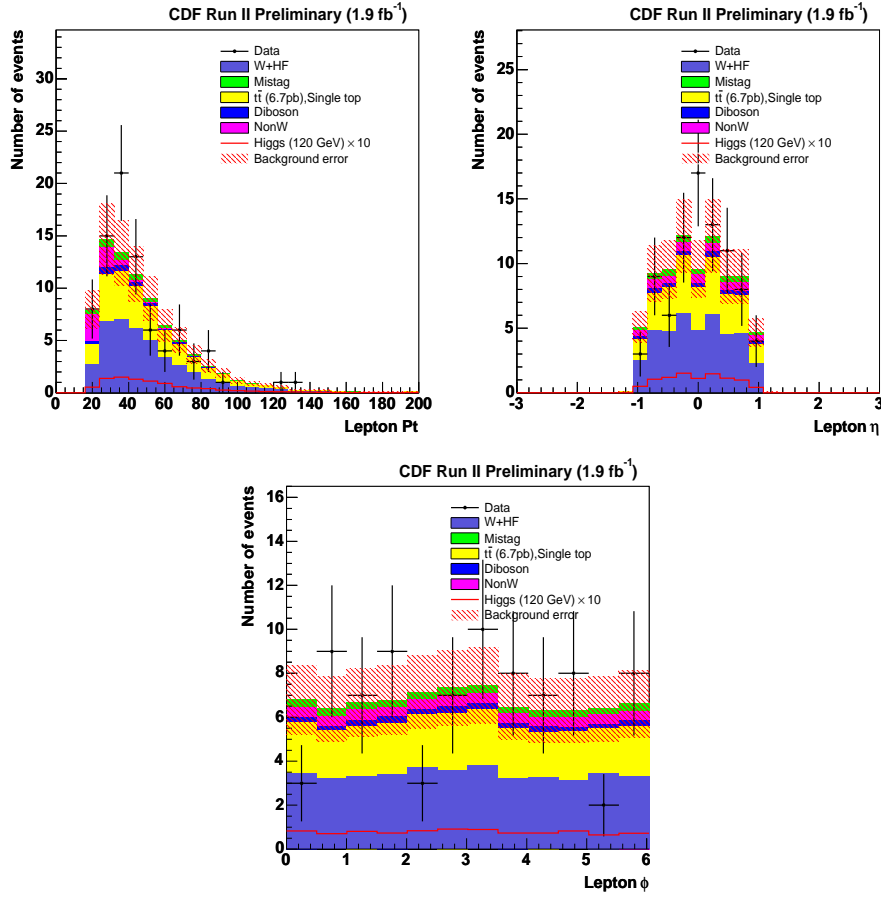 CDF Run II Preliminary (1.9 fb⁻¹)
Number of events
Data
W+HF
Mistag
tt̄ (6.7pb),Single top
Diboson
NonW
Higgs (120 GeV) × 10
Background error
30
25
20
15
10
5
0
0 20 40 60 80 100 120 140 160 180 200
Lepton Pt
CDF Run II Preliminary (1.9 fb⁻¹)
Number of events
Data
W+HF
Mistag
tt̄ (6.7pb),Single top
Diboson
NonW
Higgs (120 GeV) × 10
Background error
25
20
15
10
5
0
-3 -2 -1 0 1 2 3
Lepton η
CDF Run II Preliminary (1.9 fb⁻¹)
Number of events
Data
W+HF
Mistag
tt̄ (6.7pb),Single top
Diboson
NonW
Higgs (120 GeV) × 10
Background error
16
14
12
10
8
6
4
2
0
0 1 2 3 4 5 6
Lepton ϕ